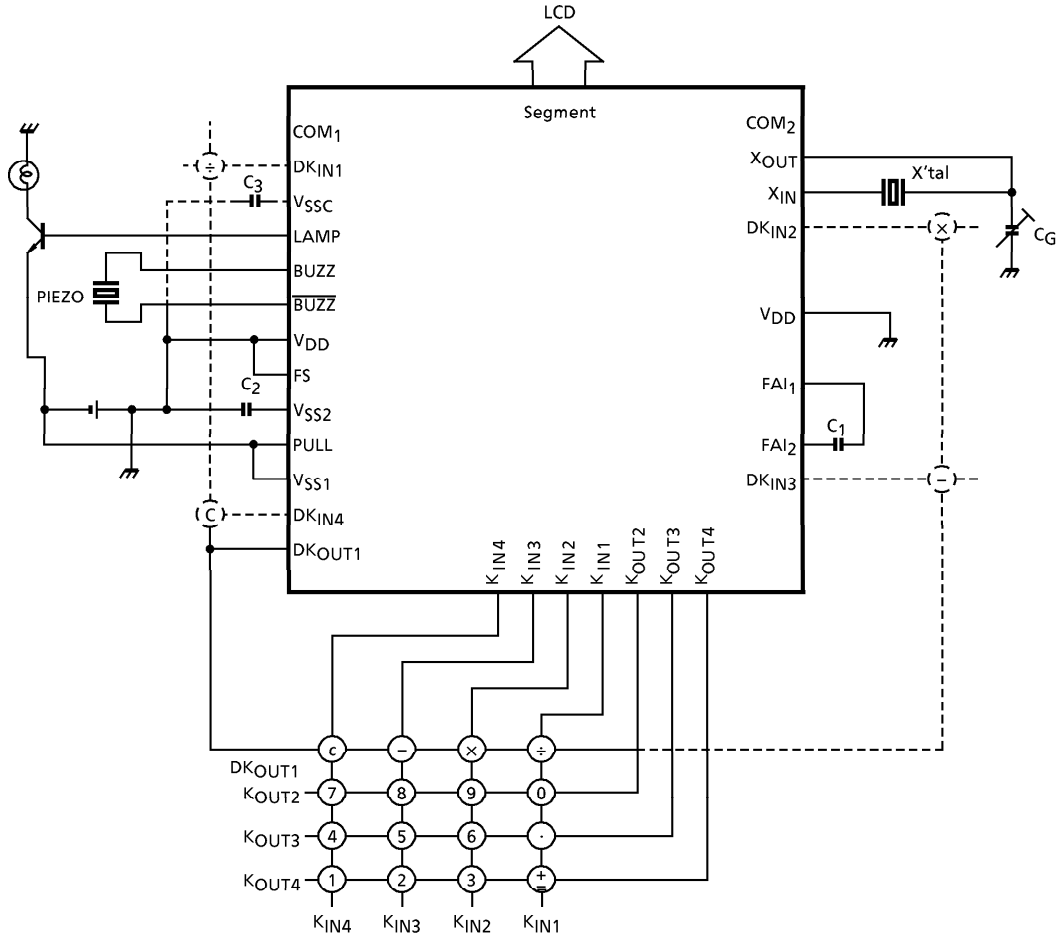 LCD
Segment
COM1
COM2
DKIN1
XOUT
C3
X'tal
VSSC
XIN
LAMP
DKIN2
CG
BUZZ
PIEZO
BUZZ
VDD
VDD
FS
FAI1
C2
VSS2
C1
PULL
FAI2
VSS1
DKIN3
÷
×
−
C
DKIN4
DKOUT1
KIN4
KIN3
KIN2
KIN1
KOUT2
KOUT3
KOUT4
c − × ÷
DKOUT1
KOUT2 7 8 9 0
KOUT3 4 5 6 ·
KOUT4 1 2 3 + =
KIN4 KIN3 KIN2 KIN1